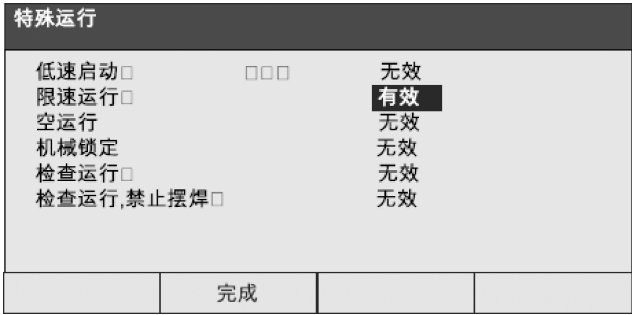 特殊运行
低速启动□ □□□ 无效
限速运行□ 有效
空运行 无效
机械锁定 无效
检查运行□ 无效
检查运行,禁止摆焊□ 无效
完成